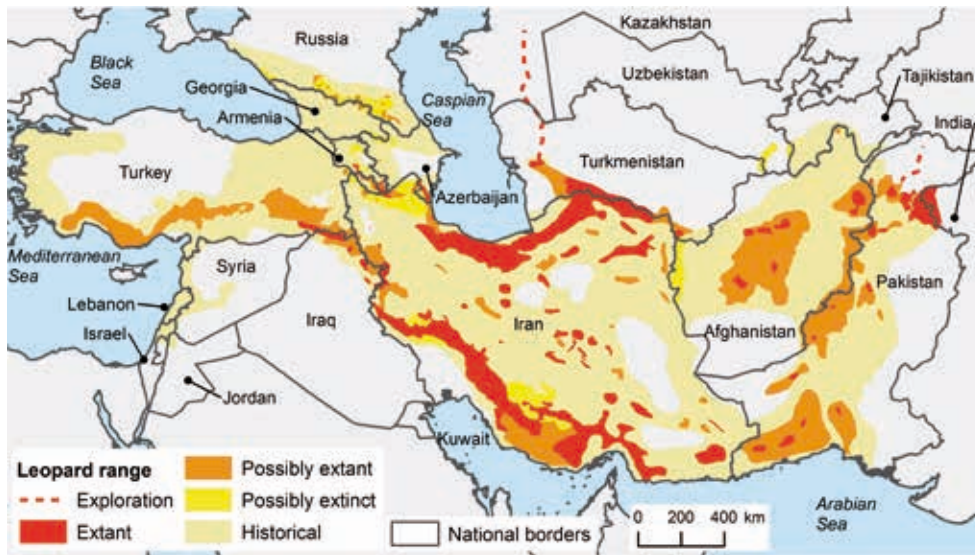 Kazakhstan
Russia
Black
Sea
Uzbekistan
Tajikistan
Georgia
Caspian
Sea
India
Armenia
Turkmenistan
Turkey
Azerbaijan
Mediterranean
Sea
Syria
Pakistan
Lebanon
Iraq
Iran
Afghanistan
Israel
Jordan
Kuwait
Leopard range
Exploration
Extant
Possibly extant
Possibly extinct
Historical
National borders
0 200 400 km
Arabian
Sea